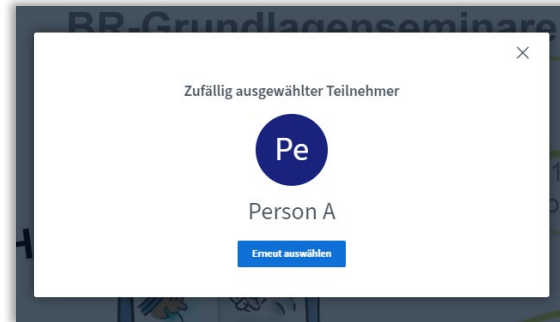 BR-Grundlagenseminare
Zufällig ausgewählter Teilnehmer
Pe
Person A
Erneut auswählen